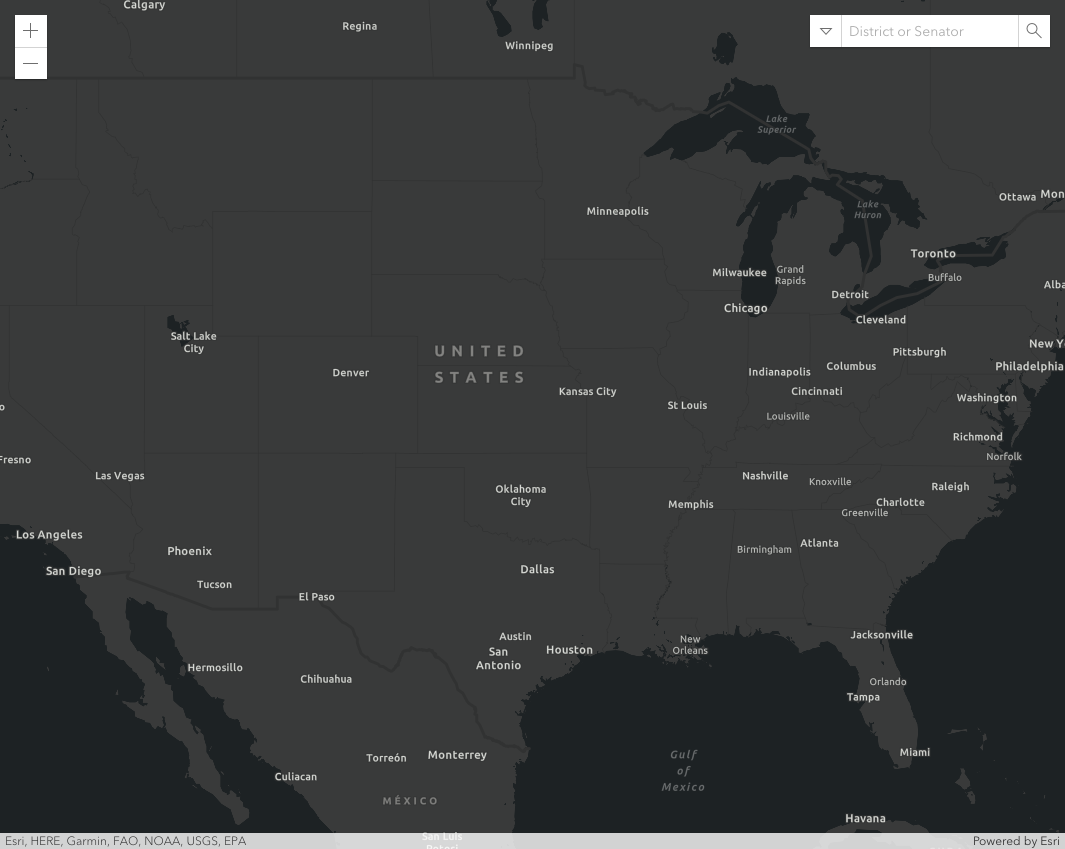 Calgary
Regina
Winnipeg
District or Senator
Lake
Superior
Ottawa
Mon
Lake
Huron
Minneapolis
Toronto
Milwaukee
Grand
Rapids
Buffalo
Alba
Detroit
Chicago
Cleveland
Salt Lake
City
New Y
UNITED
STATES
Pittsburgh
Philadelphia
Denver
Indianapolis
Columbus
Kansas City
Cincinnati
Washington
o
St Louis
Louisville
Richmond
Norfolk
Fresno
Las Vegas
Nashville
Knoxville
Raleigh
Oklahoma
City
Memphis
Charlotte
Greenville
Los Angeles
Phoenix
Birmingham
Atlanta
San Diego
Dallas
Tucson
El Paso
Austin
Jacksonville
San
Antonio
Houston
New
Orleans
Hermosillo
Chihuahua
Orlando
Tampa
Torreón
Monterrey
Gulf
of
Mexico
Miami
Culiacan
MÉXICO
Havana
San Luis
Potosi
Esri, HERE, Garmin, FAO, NOAA, USGS, EPA
Powered by Esri